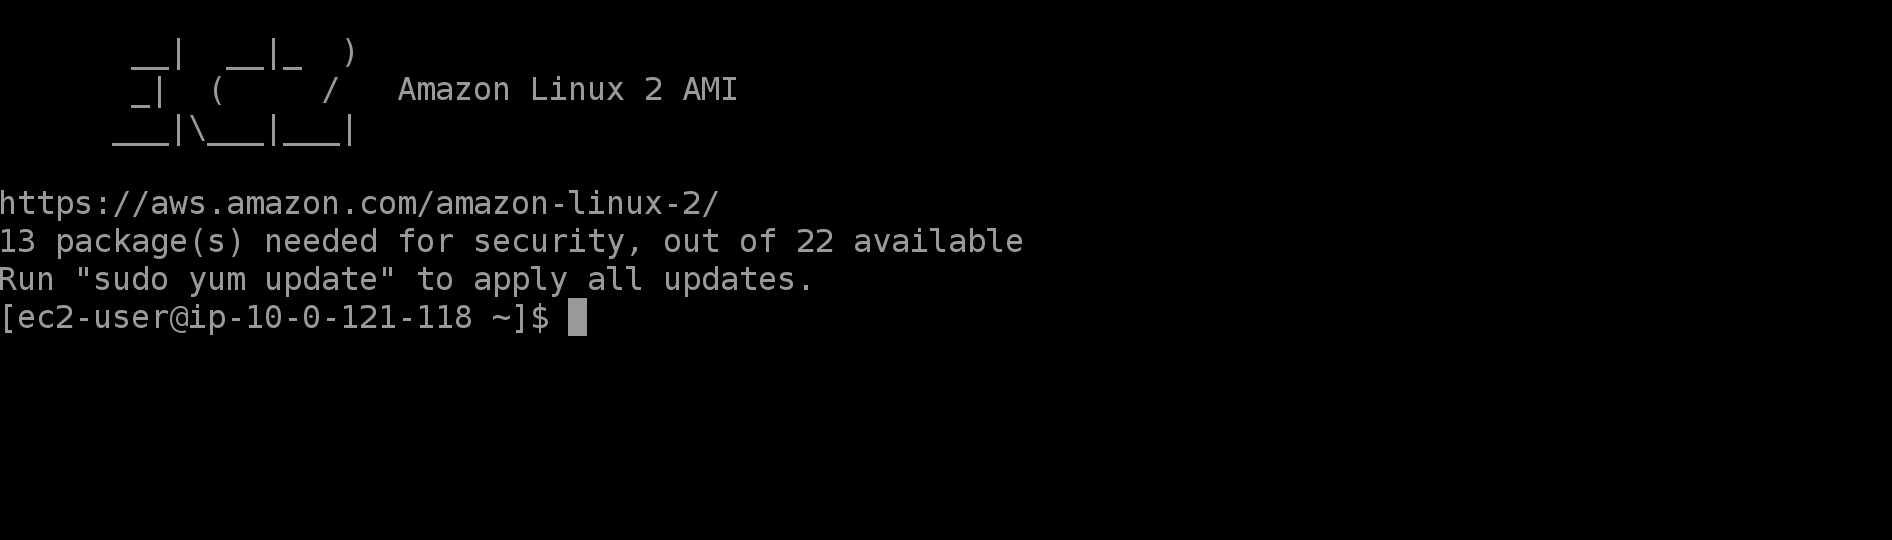 __|  __|_  )
       _|  (     /   Amazon Linux 2 AMI
      ___|\___|___|
https://aws.amazon.com/amazon-linux-2/
13 package(s) needed for security, out of 22 available
Run "sudo yum update" to apply all updates.
[ec2-user@ip-10-0-121-118 ~]$